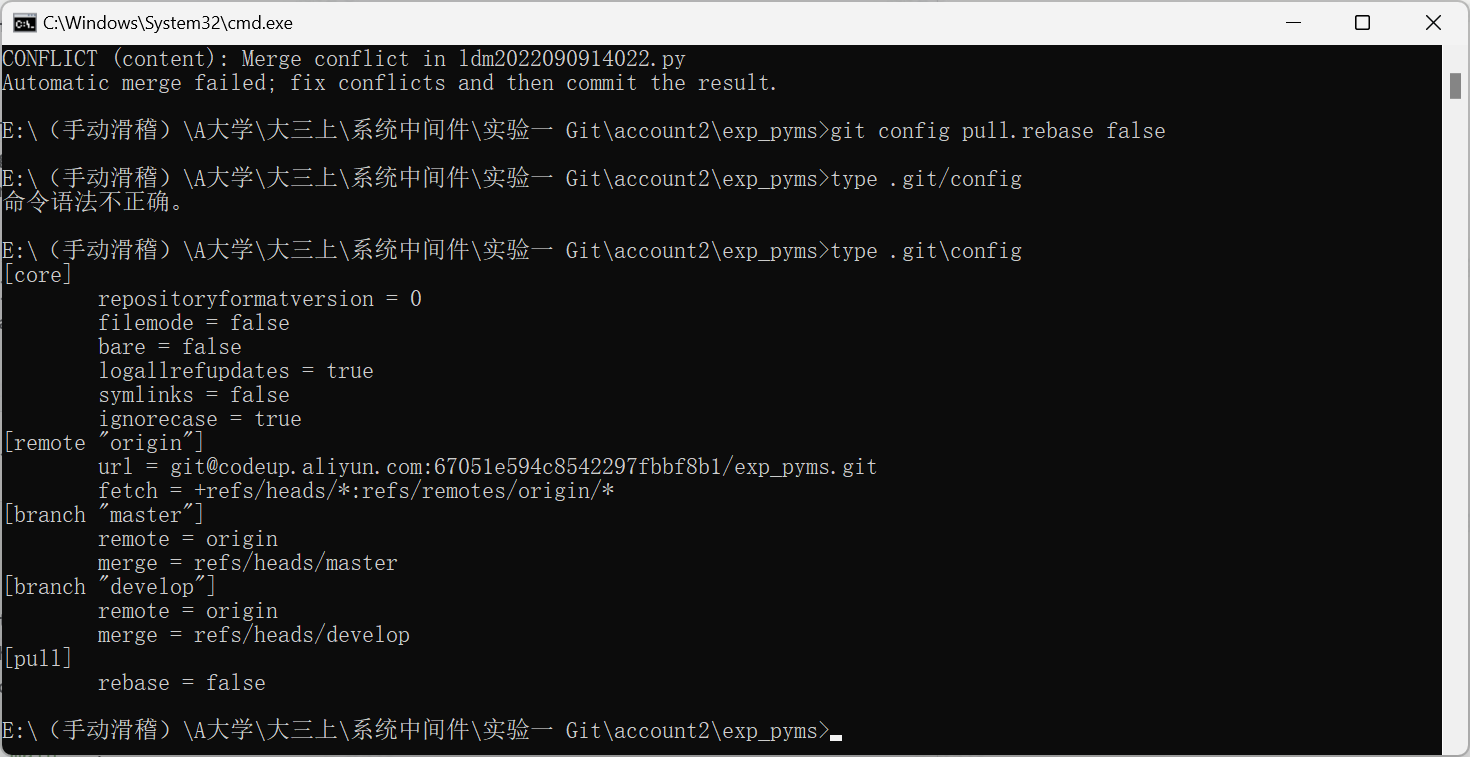 C:\Windows\System32\cmd.exe
CONFLICT (content): Merge conflict in ldm2022090914022.py
Automatic merge failed; fix conflicts and then commit the result.
E:\（手动滑稽）\A大学\大三上\系统中间件\实验一 Git\account2\exp_pyms>git config pull.rebase false
E:\（手动滑稽）\A大学\大三上\系统中间件\实验一 Git\account2\exp_pyms>type .git/config
命令语法不正确。
E:\（手动滑稽）\A大学\大三上\系统中间件\实验一 Git\account2\exp_pyms>type .git\config
[core]
repositoryformatversion = 0
filemode = false
bare = false
logallrefupdates = true
symlinks = false
ignorecase = true
[remote "origin"]
url = git@codeup.aliyun.com:67051e594c8542297fbbf8b1/exp_pyms.git
fetch = +refs/heads/*:refs/remotes/origin/*
[branch "master"]
remote = origin
merge = refs/heads/master
[branch "develop"]
remote = origin
merge = refs/heads/develop
[pull]
rebase = false
E:\（手动滑稽）\A大学\大三上\系统中间件\实验一 Git\account2\exp_pyms>